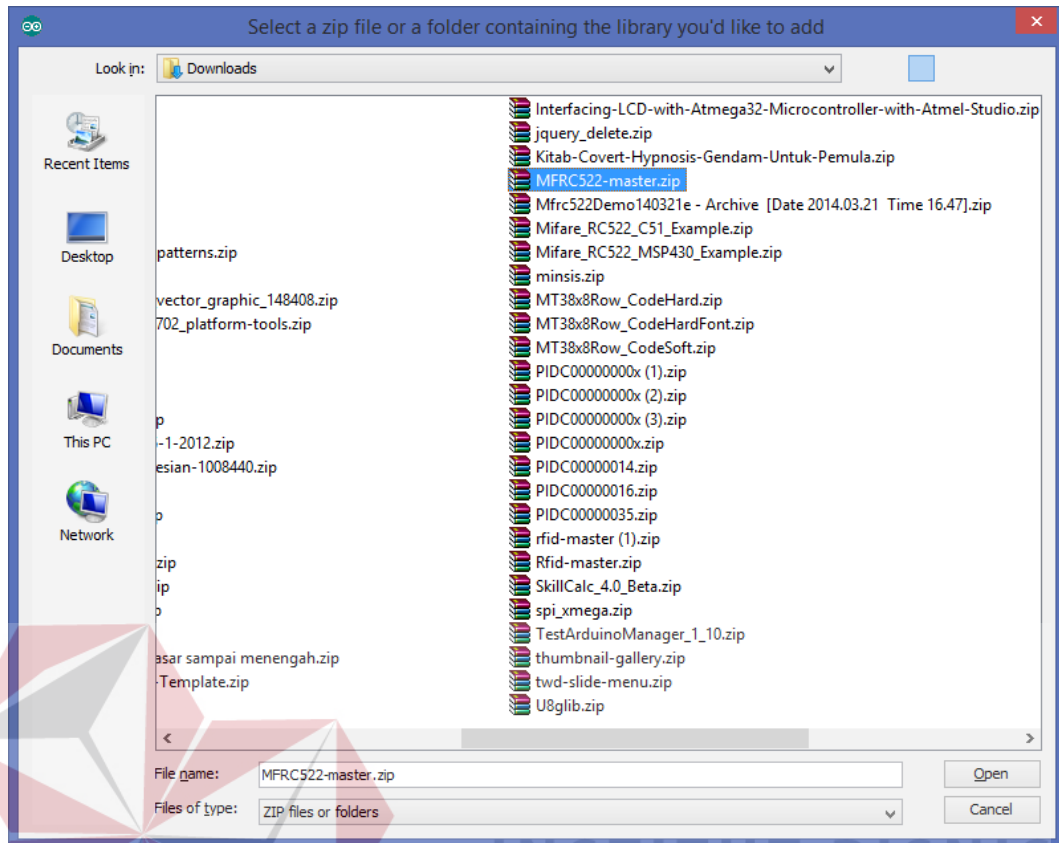 Select a zip file or a folder containing the library you'd like to add
Look in: Downloads
Recent Items
Desktop
Documents
This PC
Network
patterns.zip
vector_graphic_148408.zip
702_platform-tools.zip
p
-1-2012.zip
esian-1008440.zip
p
zip
ip
asar sampai menengah.zip
-Template.zip
Interfacing-LCD-with-Atmega32-Microcontroller-with-Atmel-Studio.zip
jquery_delete.zip
Kitab-Covert-Hypnosis-Gendam-Untuk-Pemula.zip
MFRC522-master.zip
Mfrc522Demo140321e - Archive [Date 2014.03.21 Time 16.47].zip
Mifare_RC522_C51_Example.zip
Mifare_RC522_MSP430_Example.zip
minsis.zip
MT38x8Row_CodeHard.zip
MT38x8Row_CodeHardFont.zip
MT38x8Row_CodeSoft.zip
PIDC00000000x (1).zip
PIDC00000000x (2).zip
PIDC00000000x (3).zip
PIDC00000000x.zip
PIDC00000014.zip
PIDC00000016.zip
PIDC00000035.zip
rfid-master (1).zip
Rfid-master.zip
SkillCalc_4.0_Beta.zip
spi_xmega.zip
TestArduinoManager_1_10.zip
thumbnail-gallery.zip
twd-slide-menu.zip
U8glib.zip
File name: MFRC522-master.zip
Open
Files of type: ZIP files or folders
Cancel